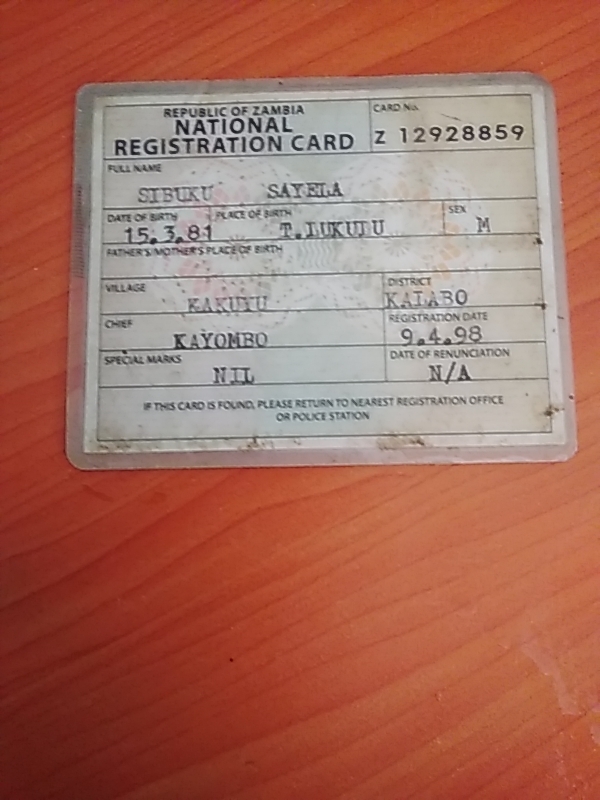 REPUBLIC OF ZAMBIA
NATIONAL
REGISTRATION CARD
CARD No.
Z 12928859
FULL NAME
SIBUKU SAYELA
DATE OF BIRTH PLACE OF BIRTH SEX
15.3.81 T.LUKULU M
FATHER'S/MOTHER'S PLACE OF BIRTH
VILLAGE DISTRICT
KAKUYU KALABO
CHIEF REGISTRATION DATE
KAYOMBO 9.4.98
SPECIAL MARKS DATE OF RENUNCIATION
NIL N/A
IF THIS CARD IS FOUND, PLEASE RETURN TO NEAREST REGISTRATION OFFICE
OR POLICE STATION